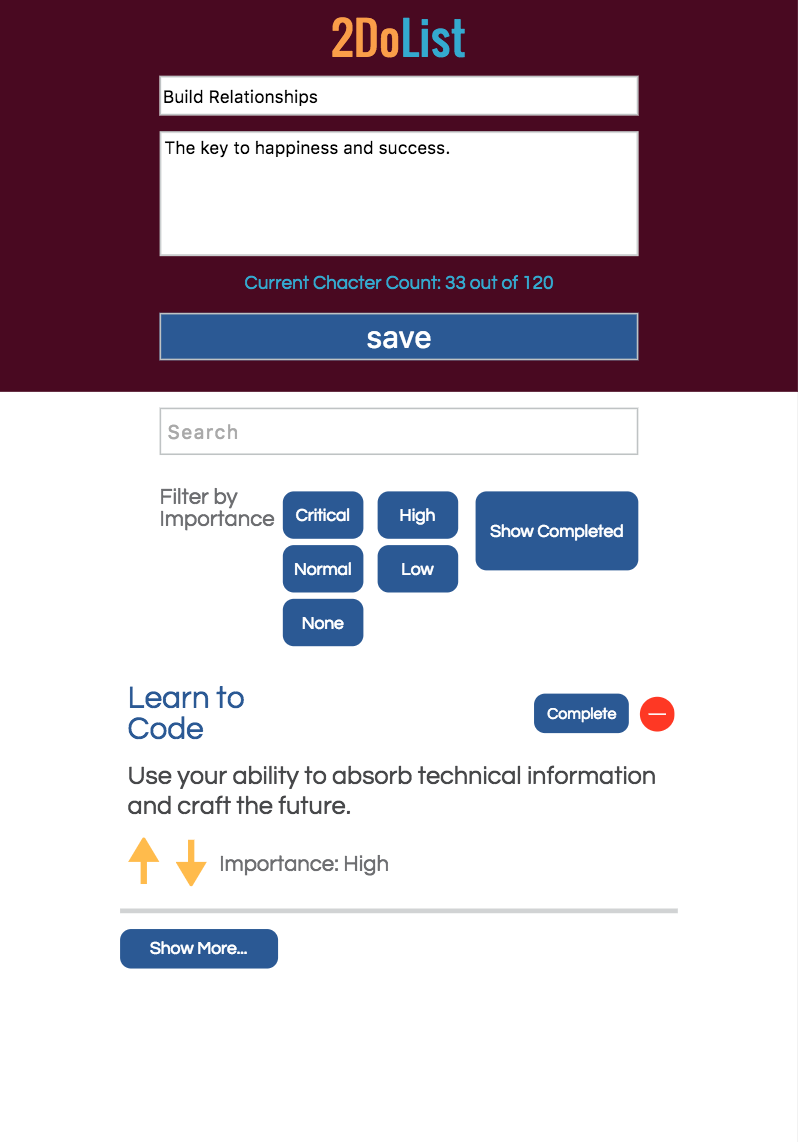 2DoList
Build Relationships
The key to happiness and success.
Current Chacter Count: 33 out of 120
save
Search
Filter by
Importance
Critical
High
Show Completed
Normal
Low
None
Learn to
Code
Complete
Use your ability to absorb technical information
and craft the future.
Importance: High
Show More...